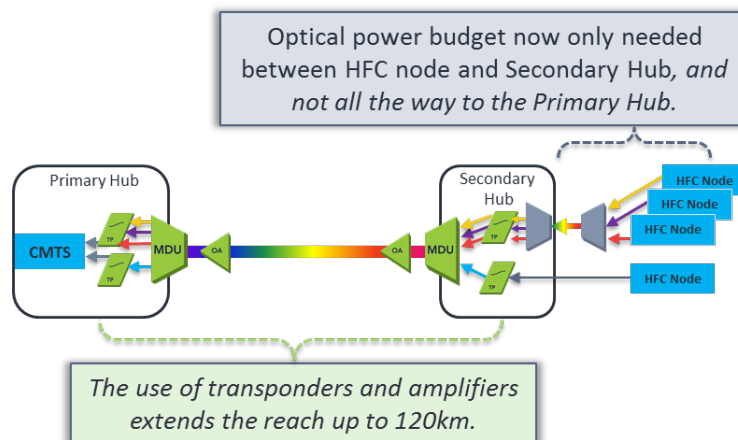 Optical power budget now only needed
between HFC node and Secondary Hub, and
not all the way to the Primary Hub.
Primary Hub
Secondary
Hub
HFC Node
HFC Node
HFC Node
HFC Node
CMTS
TP
TP
MDU
OA
OA
MDU
TP
TP
The use of transponders and amplifiers
extends the reach up to 120km.